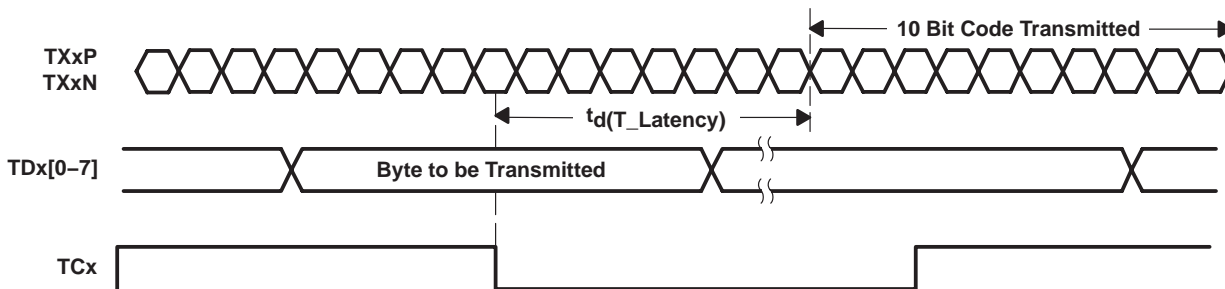 10 Bit Code Transmitted
TXxP
TXxN
td(T_Latency)
TDx[0–7]
Byte to be Transmitted
TCx